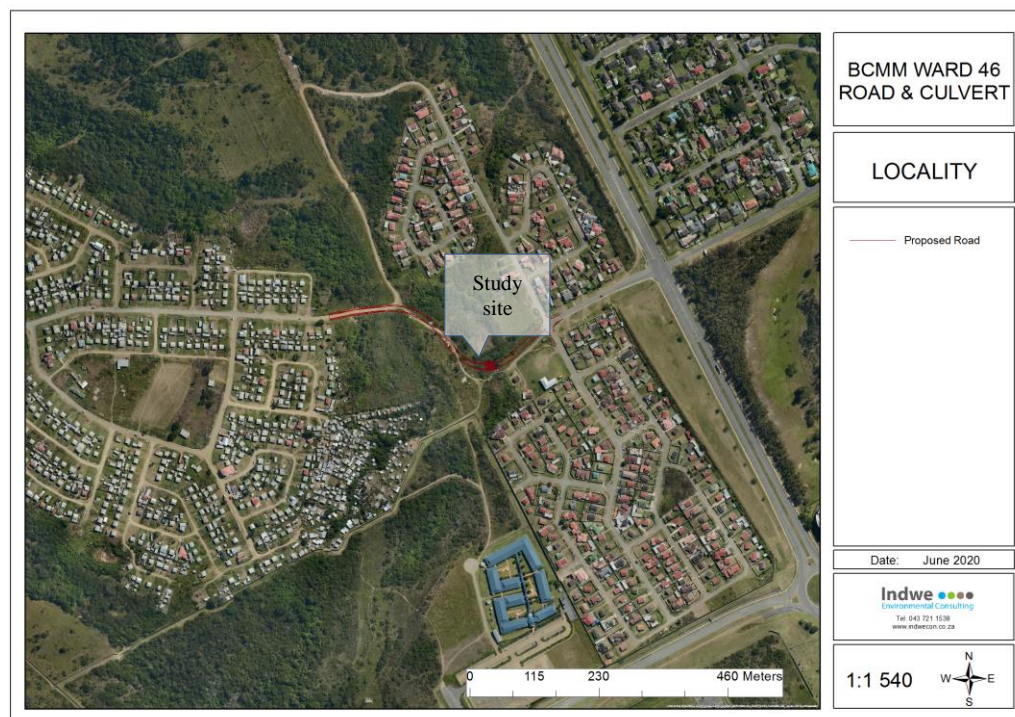 BCMM WARD 46
ROAD & CULVERT
LOCALITY
Proposed Road
Study
site
0 115 230 460 Meters
Date: June 2020
Indwe
Environmental Consulting
Tel: 043 721 1538
www.indwecon.co.za
1:1 540
N
W E
S